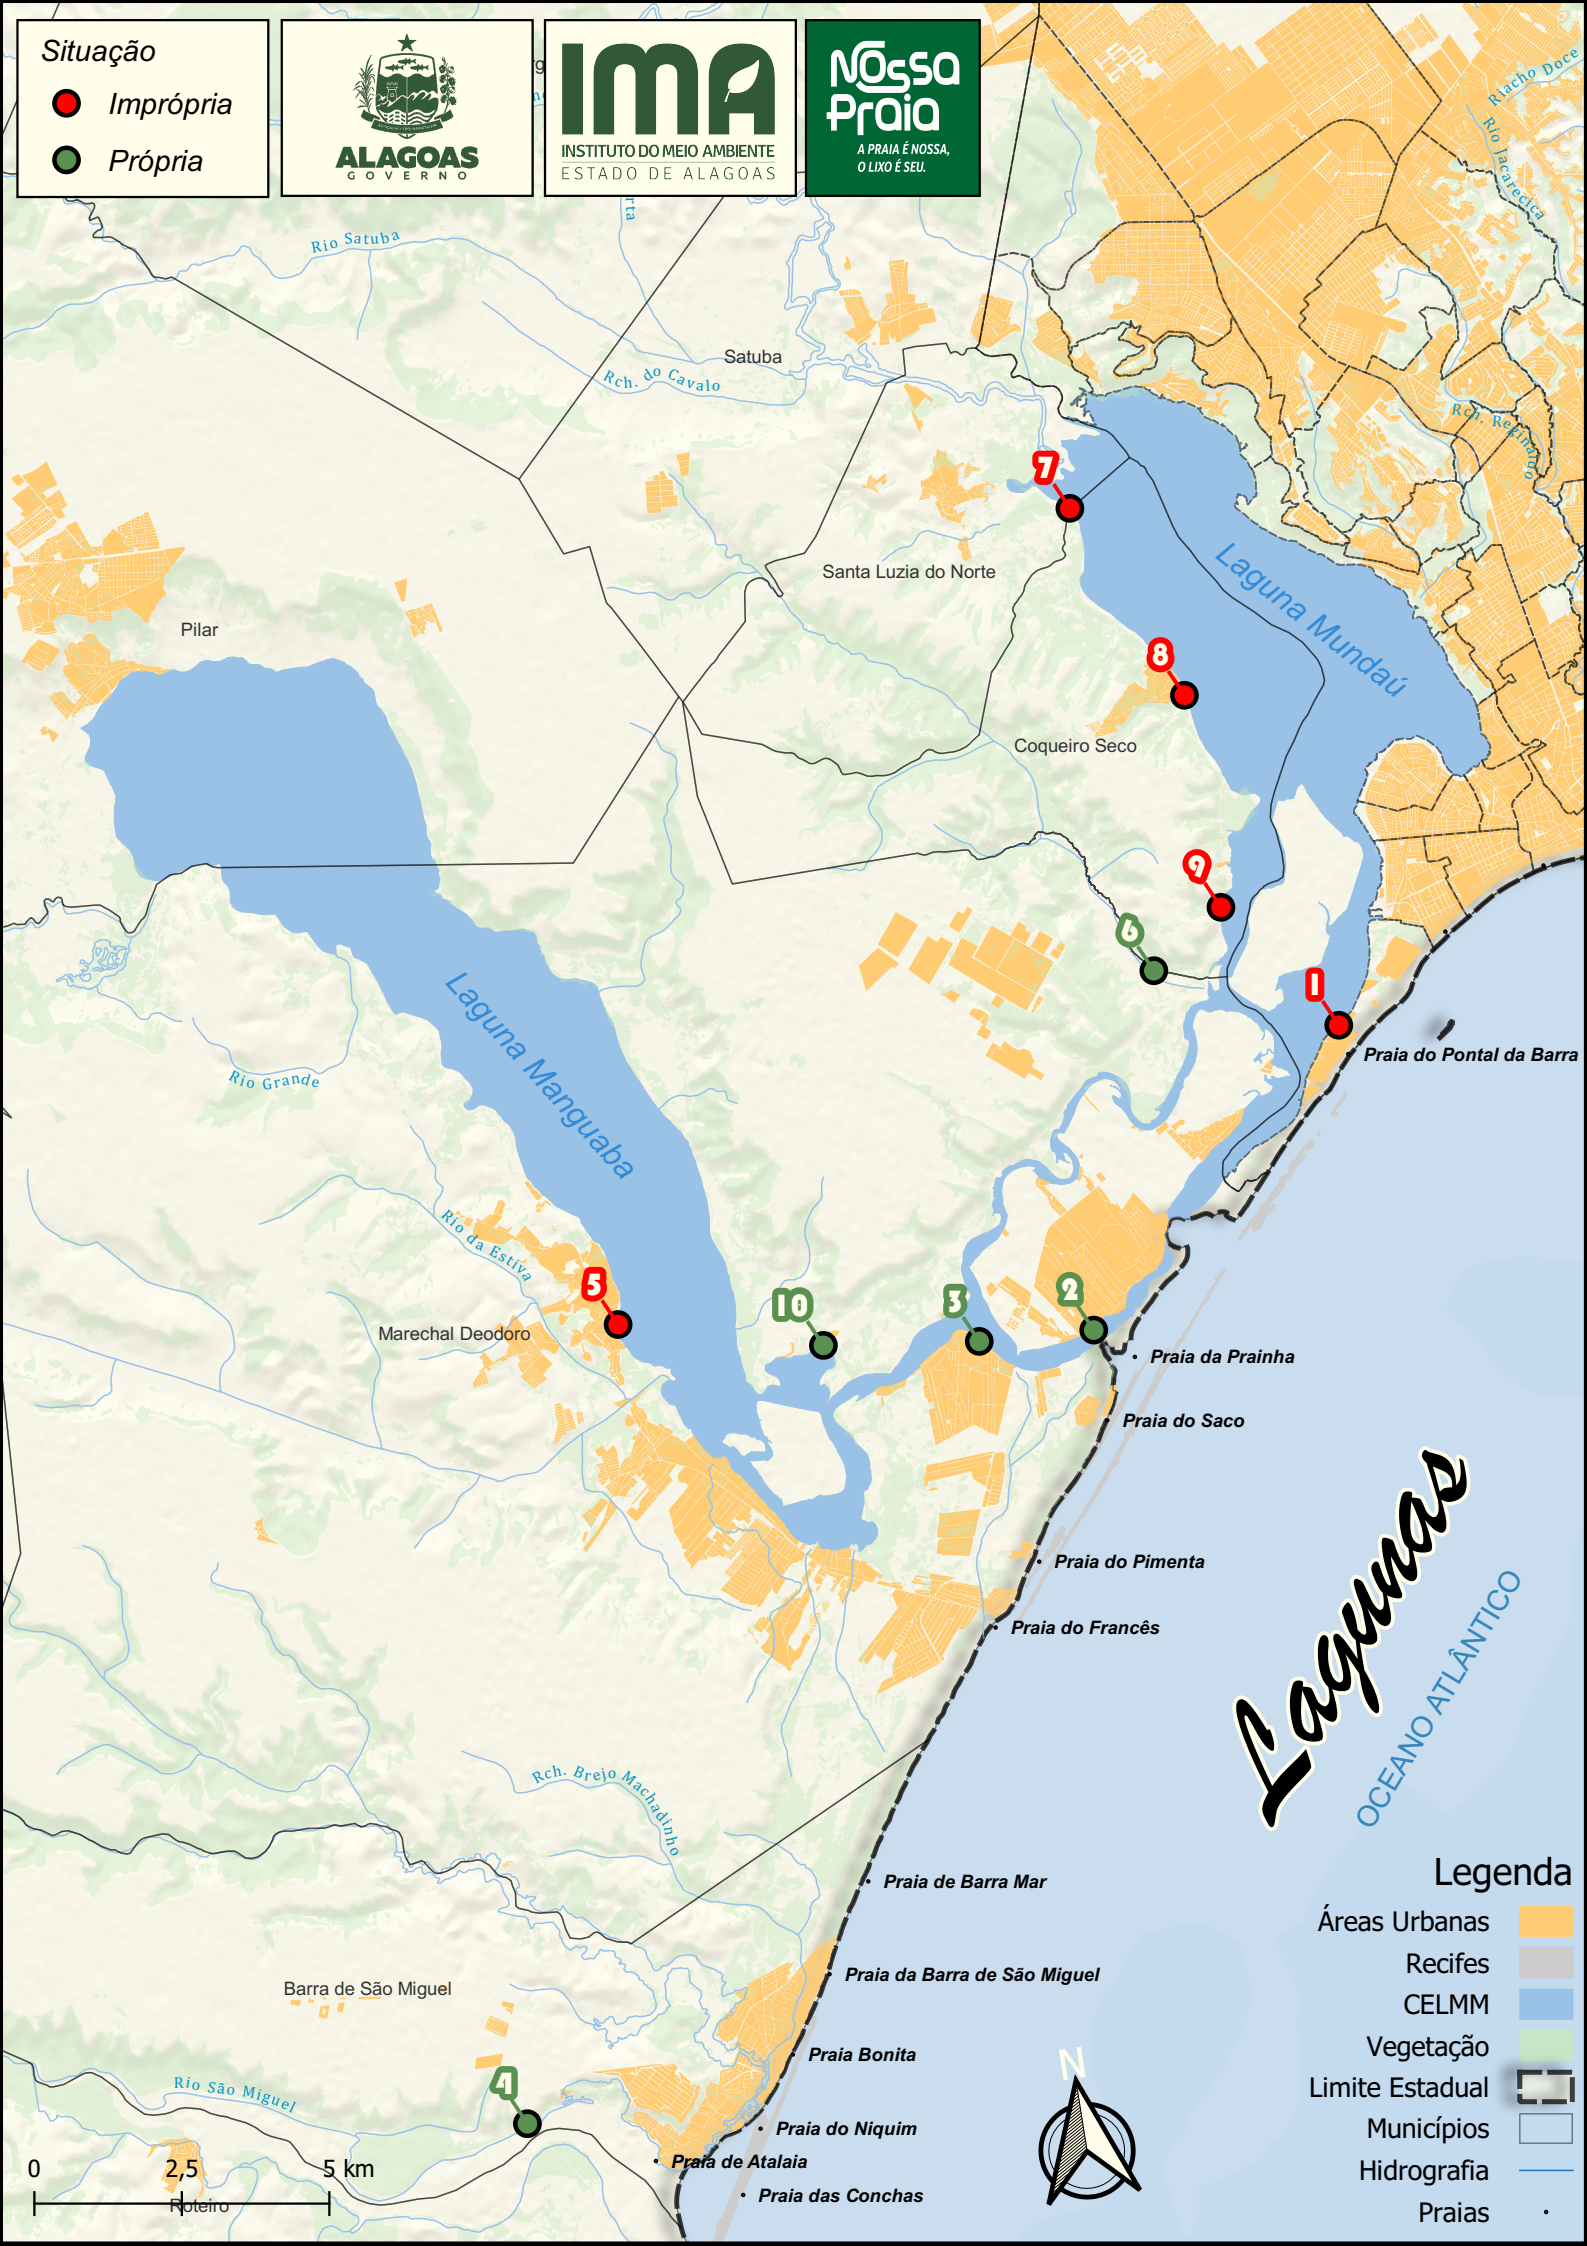 Situação
Imprópria
Própria
ALAGOAS
GOVERNO
IMA
INSTITUTO DO MEIO AMBIENTE
ESTADO DE ALAGOAS
Nossa
Praia
A PRAIA É NOSSA,
O LIXO É SEU.
Riacho Doce
Rio Jacarecica
Rio Satuba
Satuba
Rch. do Cavalo
Rch. Reginaldo
7
Santa Luzia do Norte
Laguna Mundaú
Pilar
8
Coqueiro Seco
9
6
1
Praia do Pontal da Barra
Laguna Manguaba
Rio Grande
Rio da Estiva
5
10
3
2
Marechal Deodoro
Praia da Prainha
Praia do Saco
Praia do Pimenta
Praia do Francês
Lagunas
OCEANO ATLÂNTICO
Rch. Brejo Machadinho
Praia de Barra Mar
Praia da Barra de São Miguel
Barra de São Miguel
Praia Bonita
4
Rio São Miguel
Praia do Niquim
Praia de Atalaia
Praia das Conchas
Roteiro
0 2,5 5 km
N
Legenda
Áreas Urbanas
Recifes
CELMM
Vegetação
Limite Estadual
Municípios
Hidrografia
Praias